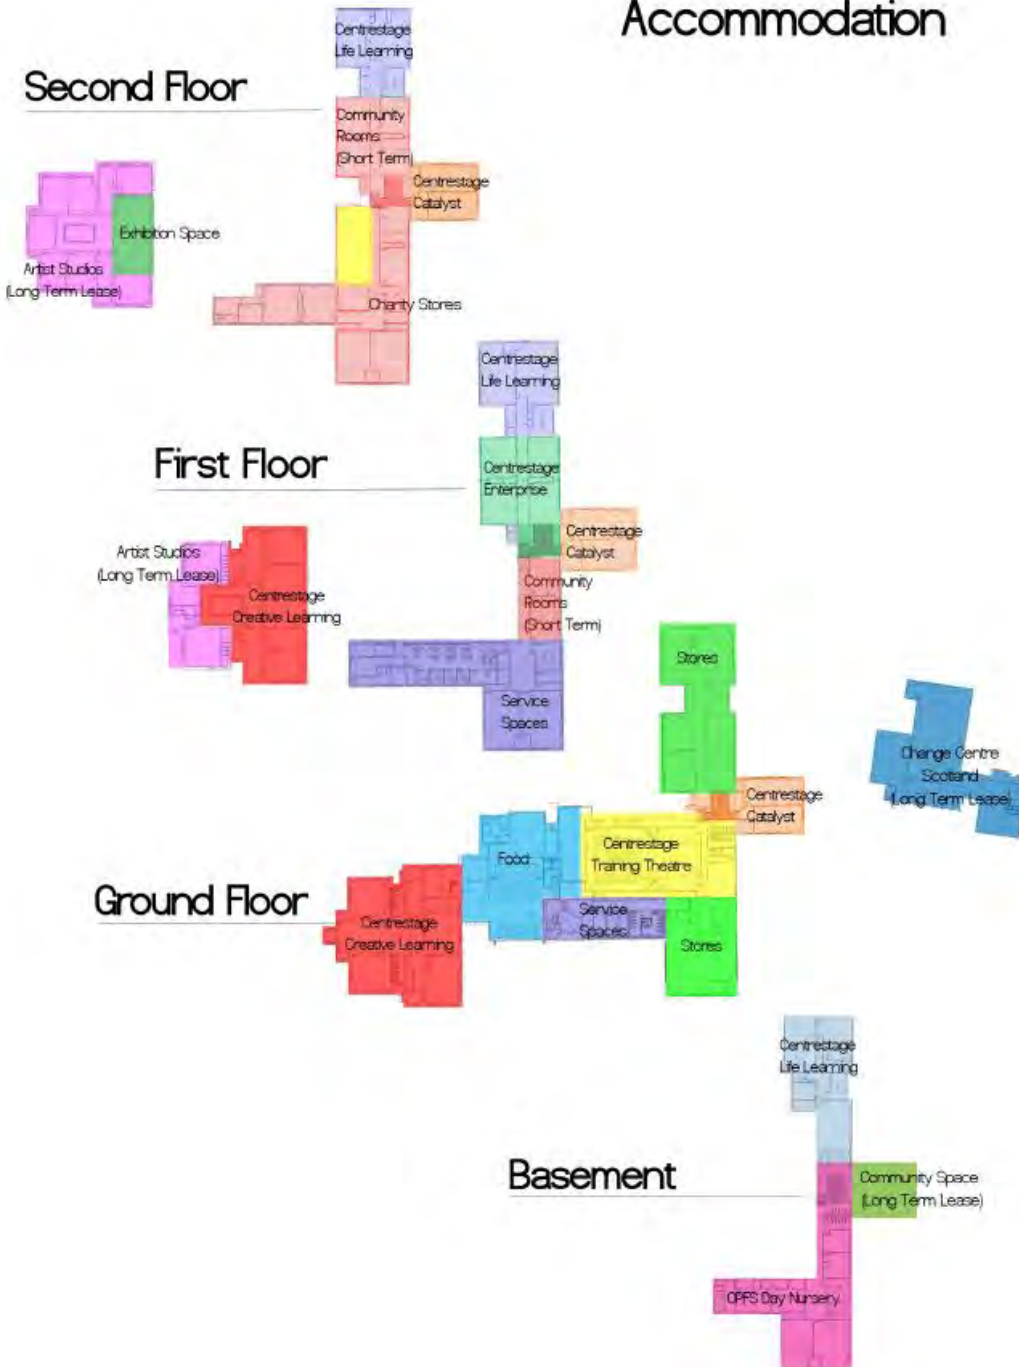 Accommodation
Second Floor
Centrestage
Life Learning
Community
Rooms
(Short Term)
Centrestage
Catalyst
Exhibition Space
Artist Studios
(Long Term Lease)
Charity Stores
First Floor
Centrestage
Life Learning
Centrestage
Enterprise
Centrestage
Catalyst
Artist Studios
(Long Term Lease)
Centrestage
Creative Learning
Community
Rooms
(Short Term)
Service
Spaces
Ground Floor
Stores
Change Centre
Scotland
(Long Term Lease)
Centrestage
Catalyst
Food
Centrestage
Training Theatre
Centrestage
Creative Learning
Service
Spaces
Stores
Basement
Centrestage
Life Learning
Community Space
(Long Term Lease)
OPFS Day Nursery